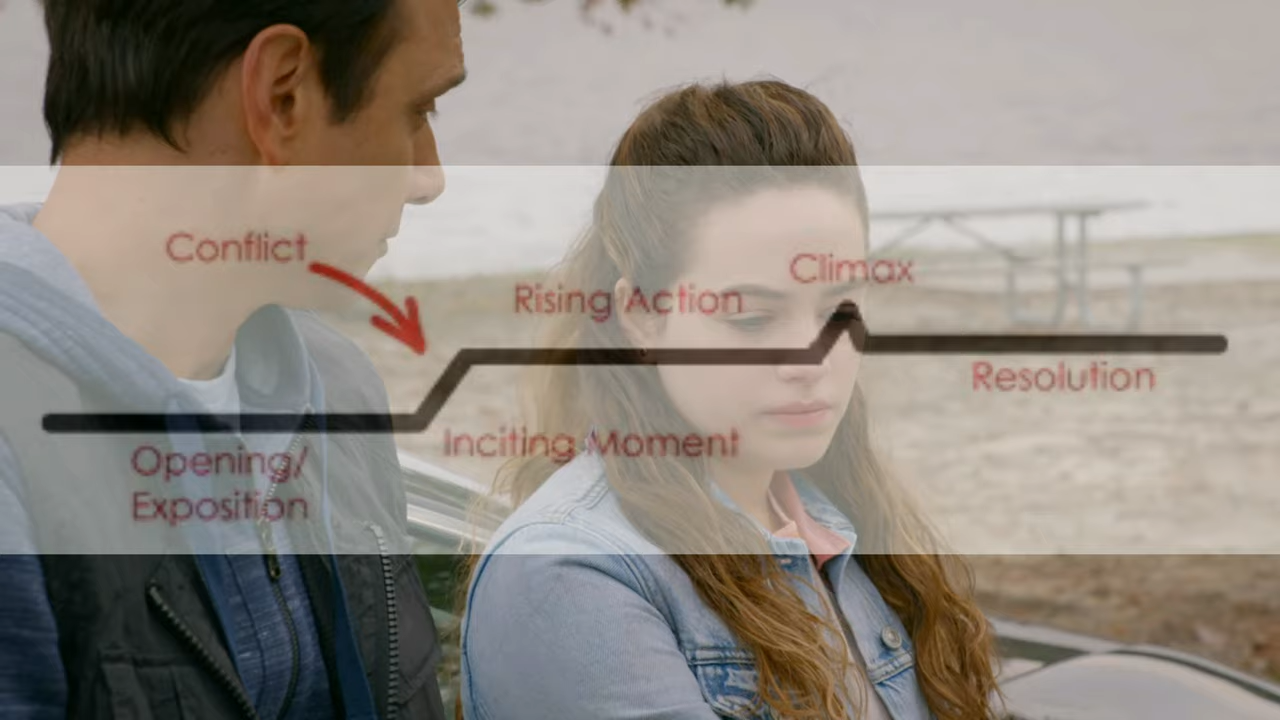 Conflict
Climax
Rising Action
Resolution
Inciting Moment
Opening/
Exposition